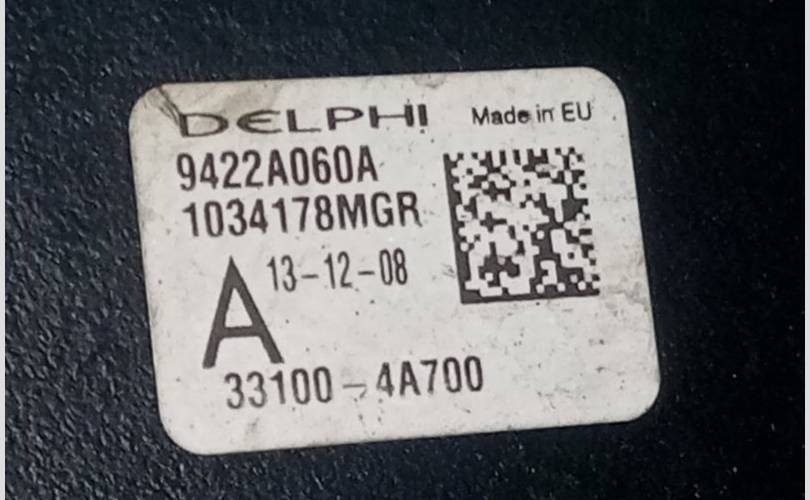 DELPHI Made in EU
9422A060A
1034178MGR
A 13-12-08
33100-4A700